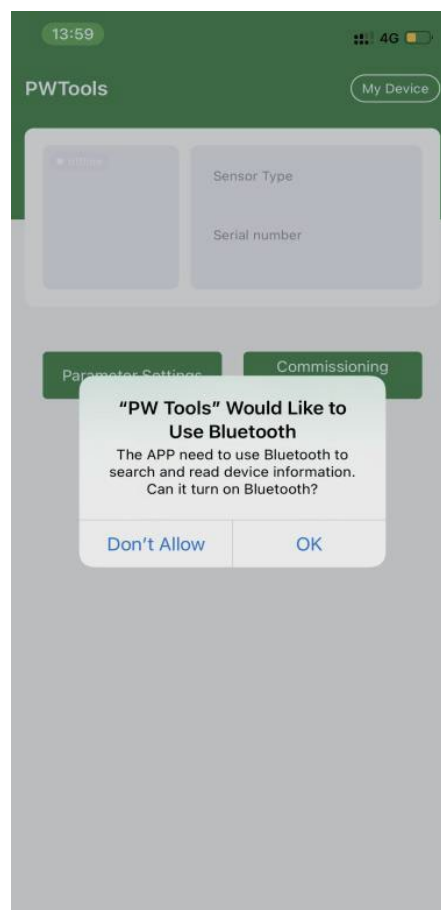 13:59
4G
PWTools
My Device
Offline
Sensor Type
Serial number
Parameter Settings
Commissioning
“PW Tools” Would Like to
Use Bluetooth
The APP need to use Bluetooth to
search and read device information.
Can it turn on Bluetooth?
Don’t Allow
OK